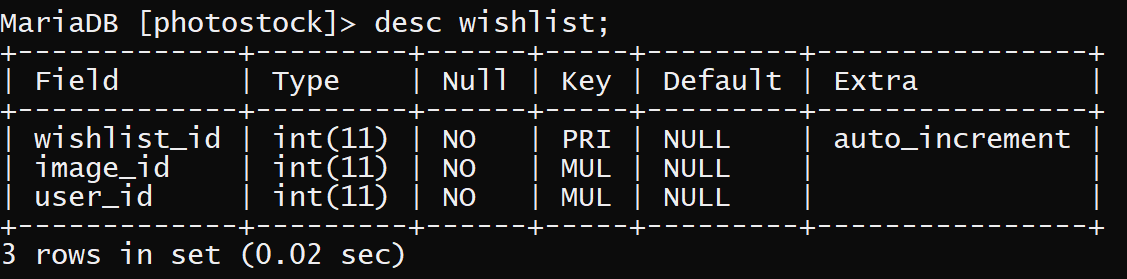 MariaDB [photostock]> desc wishlist;
+-------------+---------+------+-----+---------+----------------+
| Field       | Type    | Null | Key | Default | Extra          |
+-------------+---------+------+-----+---------+----------------+
| wishlist_id | int(11) | NO   | PRI | NULL    | auto_increment |
| image_id    | int(11) | NO   | MUL | NULL    |                |
| user_id     | int(11) | NO   | MUL | NULL    |                |
+-------------+---------+------+-----+---------+----------------+
3 rows in set (0.02 sec)